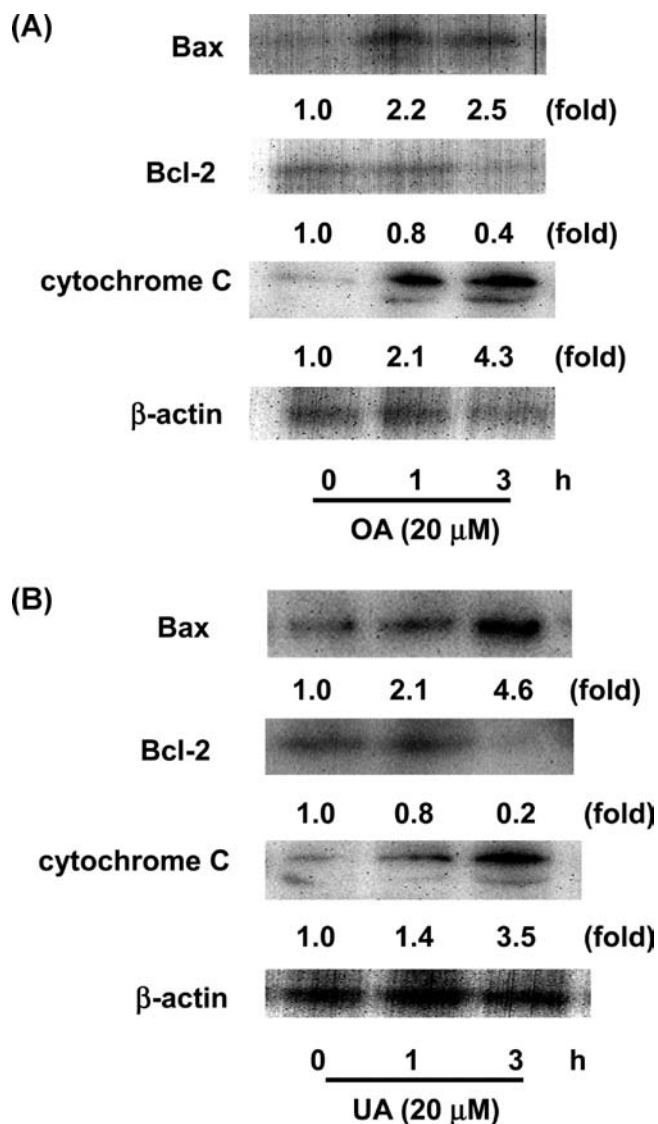 (A)
Bax
1.0 2.2 2.5 (fold)
Bcl-2
1.0 0.8 0.4 (fold)
cytochrome C
1.0 2.1 4.3 (fold)
β-actin
0 1 3 h
OA (20 μM)
(B)
Bax
1.0 2.1 4.6 (fold)
Bcl-2
1.0 0.8 0.2 (fold)
cytochrome C
1.0 1.4 3.5 (fold)
β-actin
0 1 3 h
UA (20 μM)